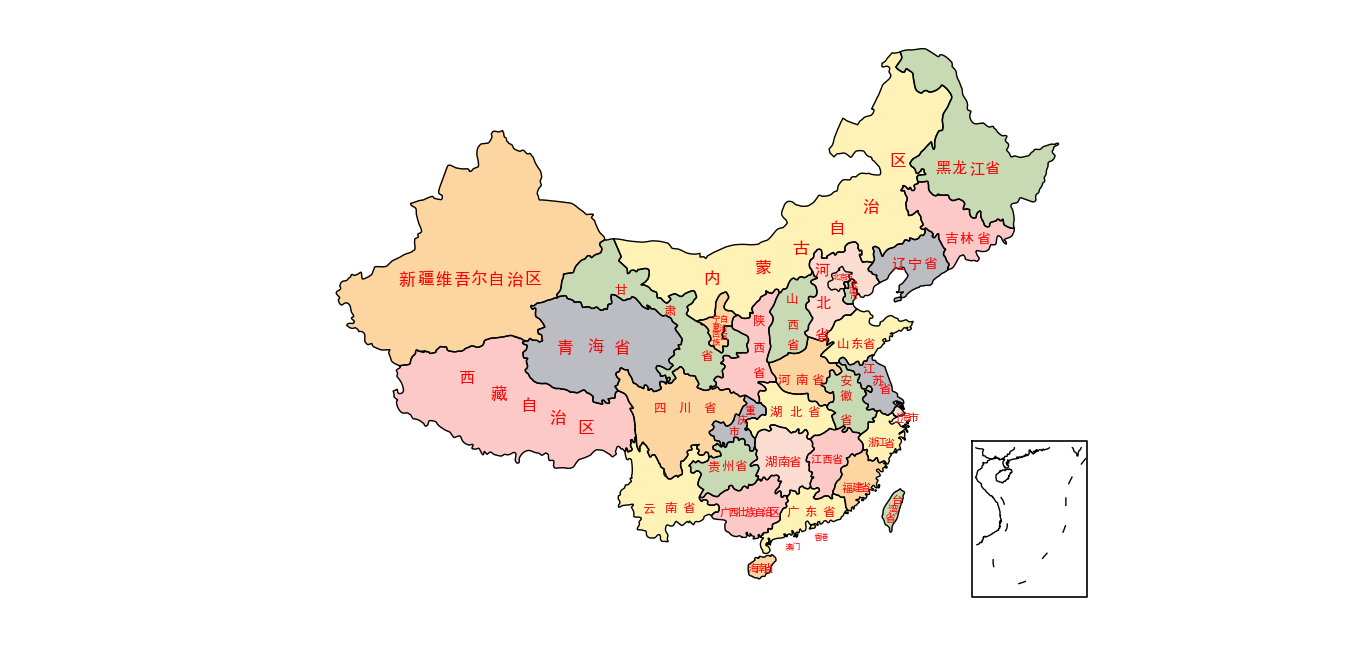 黑龙江省
内蒙古自治区
吉林省
辽宁省
新疆维吾尔自治区
甘肃省
青海省
西藏自治区
宁夏回族自治区
陕西省
山西省
河北省
北京市
山东省
河南省
江苏省
安徽省
上海市
四川省
重庆市
湖北省
浙江省
贵州省
湖南省
江西省
福建省
云南省
广西壮族自治区
广东省
台湾省
香港
澳门
海南省